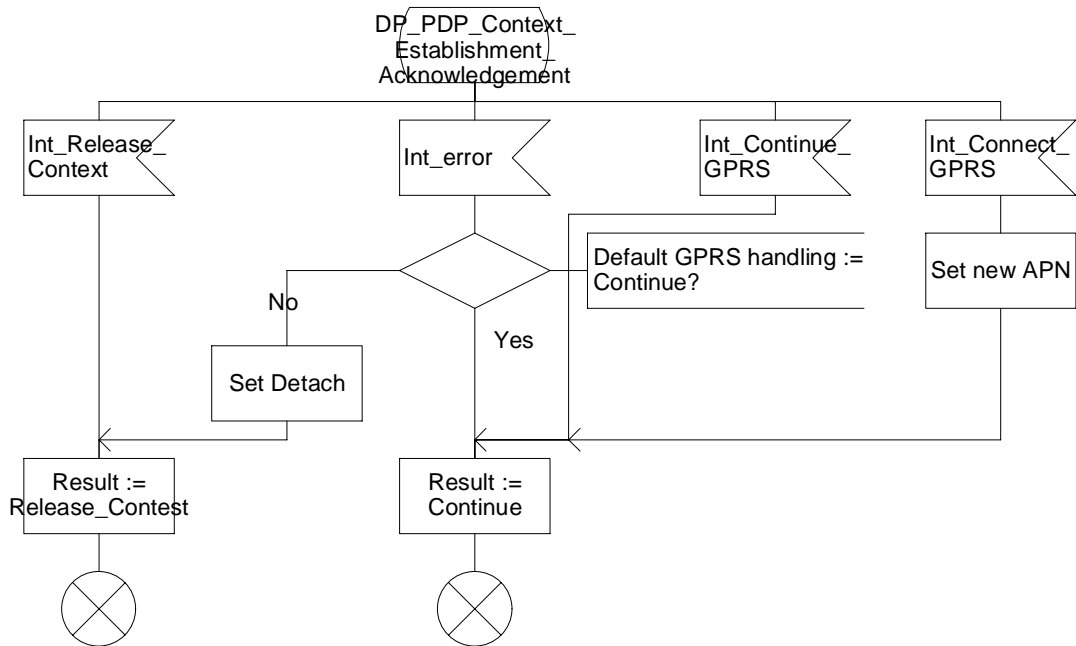 DP_PDP_Context_
Establishment_
Acknowledgement
Int_Release_
Context
Int_error
Int_Continue_
GPRS
Int_Connect_
GPRS
Default GPRS handling :=
Continue?
Set new APN
No
Yes
Set Detach
Result :=
Release_Contest
Result :=
Continue